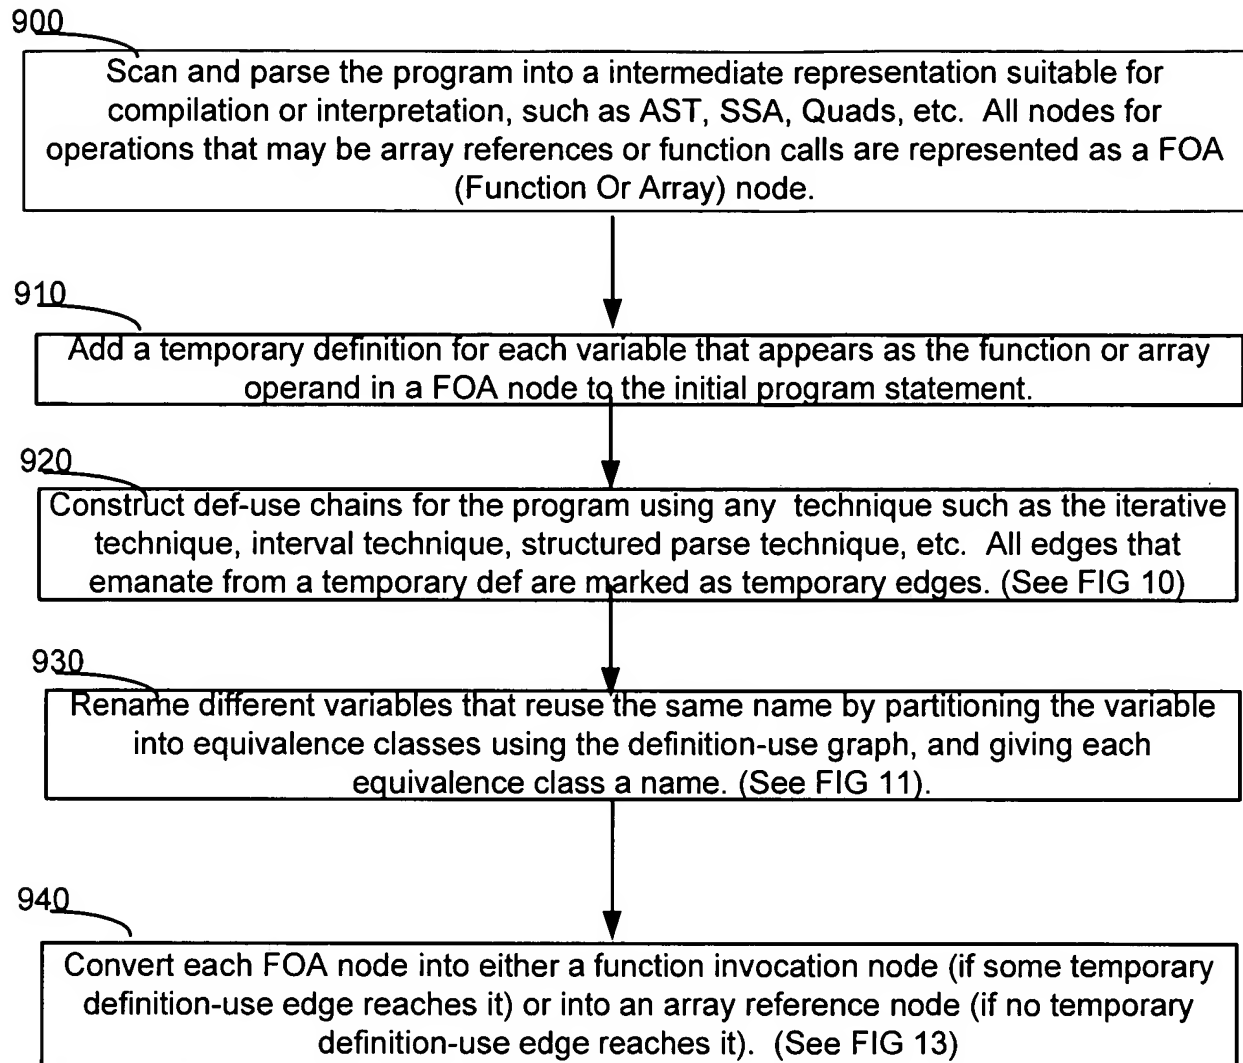 900
Scan and parse the program into a intermediate representation suitable for
compilation or interpretation, such as AST, SSA, Quads, etc.  All nodes for
operations that may be array references or function calls are represented as a FOA
(Function Or Array) node.
910
Add a temporary definition for each variable that appears as the function or array
operand in a FOA node to the initial program statement.
920
Construct def-use chains for the program using any  technique such as the iterative
technique, interval technique, structured parse technique, etc.  All edges that
emanate from a temporary def are marked as temporary edges. (See FIG 10)
930
Rename different variables that reuse the same name by partitioning the variable
into equivalence classes using the definition-use graph, and giving each
equivalence class a name. (See FIG 11).
940
Convert each FOA node into either a function invocation node (if some temporary
definition-use edge reaches it) or into an array reference node (if no temporary
definition-use edge reaches it).  (See FIG 13)